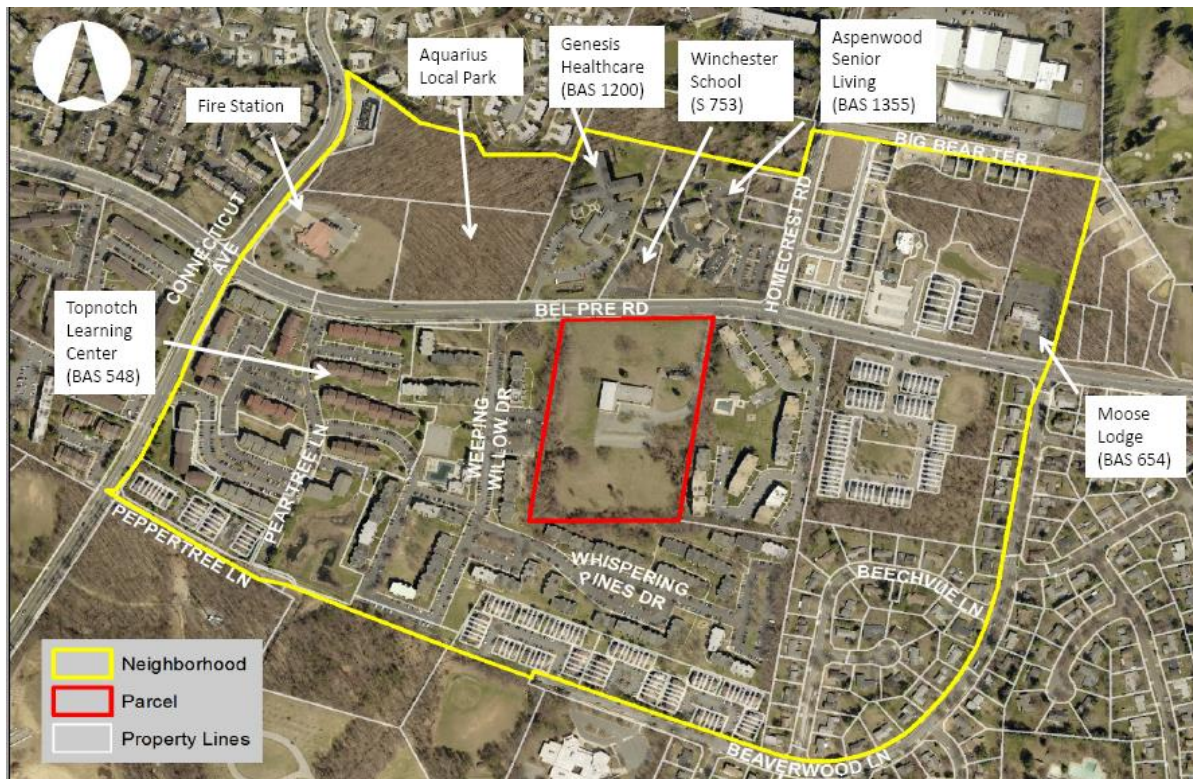 Fire Station
Aquarius
Local Park
Genesis
Healthcare
(BAS 1200)
Winchester
School
(S 753)
Aspenwood
Senior
Living
(BAS 1355)
BIG BEAR TER
CONNECTICUT
AVE
HOMECREST RD
BEL PRE RD
Topnotch
Learning
Center
(BAS 548)
WEEPING
WILLOW DR
PEAR TREE LN
Moose
Lodge
(BAS 654)
PEPPERTREE LN
WHISPERING
PINES DR
BEECHVUE LN
BEAVERWOOD LN
Neighborhood
Parcel
Property Lines